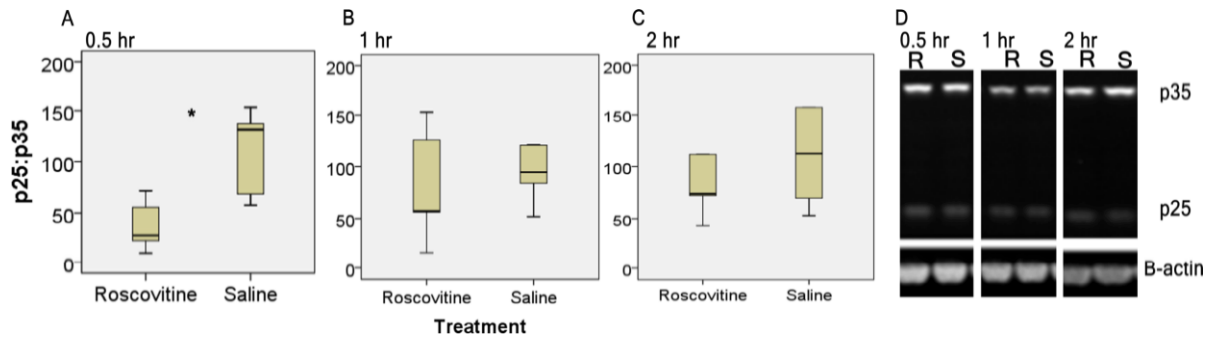 A
0.5 hr
200
150
100
50
0
*
p25:p35
Roscovitine Saline
B
1 hr
200
150
100
50
0
Roscovitine Saline
Treatment
C
2 hr
200
150
100
50
0
Roscovitine Saline
D
0.5 hr 1 hr 2 hr
R S R S R S
p35
p25
B-actin